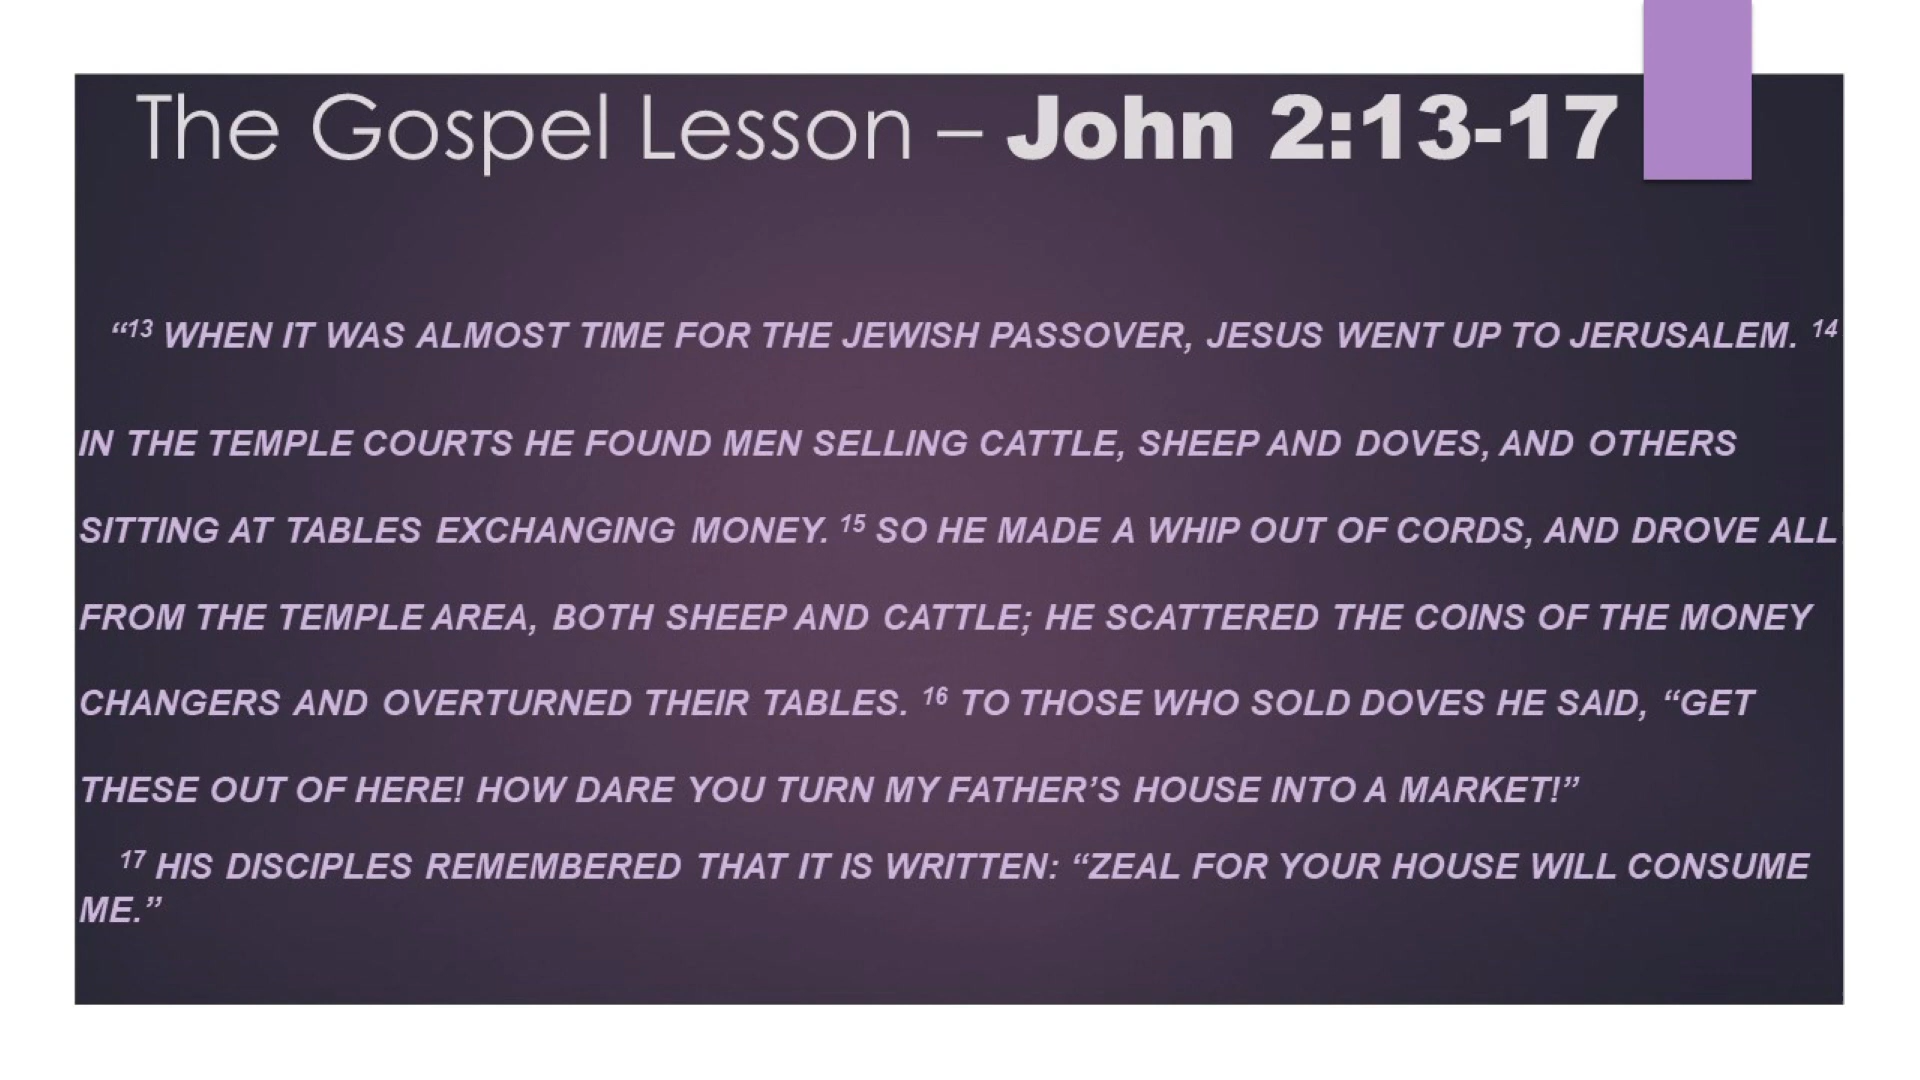 The Gospel Lesson – John 2:13-17
“13 WHEN IT WAS ALMOST TIME FOR THE JEWISH PASSOVER, JESUS WENT UP TO JERUSALEM. 14
IN THE TEMPLE COURTS HE FOUND MEN SELLING CATTLE, SHEEP AND DOVES, AND OTHERS
SITTING AT TABLES EXCHANGING MONEY. 15 SO HE MADE A WHIP OUT OF CORDS, AND DROVE ALL
FROM THE TEMPLE AREA, BOTH SHEEP AND CATTLE; HE SCATTERED THE COINS OF THE MONEY
CHANGERS AND OVERTURNED THEIR TABLES. 16 TO THOSE WHO SOLD DOVES HE SAID, “GET
THESE OUT OF HERE! HOW DARE YOU TURN MY FATHER’S HOUSE INTO A MARKET!”
17 HIS DISCIPLES REMEMBERED THAT IT IS WRITTEN: “ZEAL FOR YOUR HOUSE WILL CONSUME
ME.”